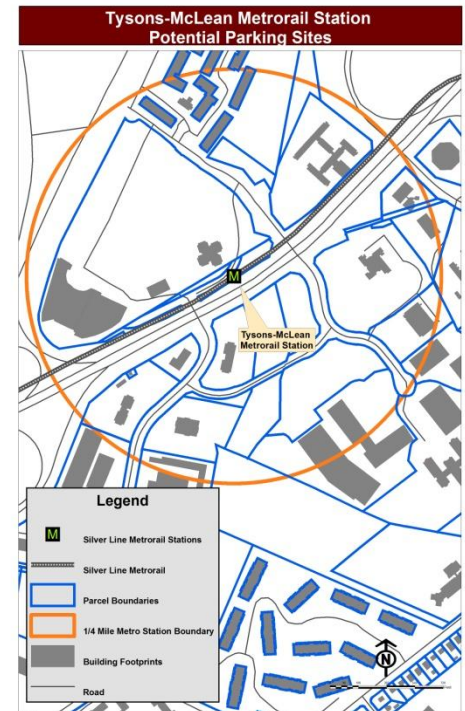 Tysons-McLean Metrorail Station
Potential Parking Sites
M
Tysons-McLean
Metrorail Station
Legend
M
Silver Line Metrorail Stations
Silver Line Metrorail
Parcel Boundaries
1/4 Mile Metro Station Boundary
Building Footprints
Road
N